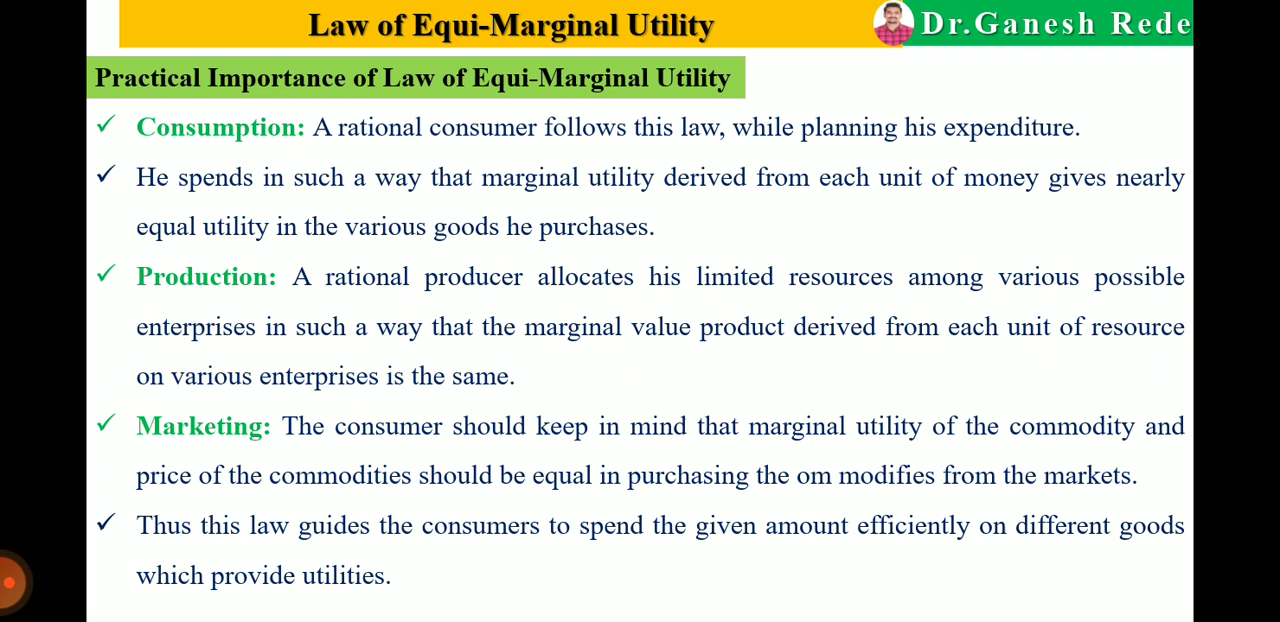 Law of Equi-Marginal Utility
Dr.Ganesh Rede
Practical Importance of Law of Equi-Marginal Utility
✓ Consumption: A rational consumer follows this law, while planning his expenditure.
✓ He spends in such a way that marginal utility derived from each unit of money gives nearly
equal utility in the various goods he purchases.
✓ Production: A rational producer allocates his limited resources among various possible
enterprises in such a way that the marginal value product derived from each unit of resource
on various enterprises is the same.
✓ Marketing: The consumer should keep in mind that marginal utility of the commodity and
price of the commodities should be equal in purchasing the om modifies from the markets.
✓ Thus this law guides the consumers to spend the given amount efficiently on different goods
which provide utilities.